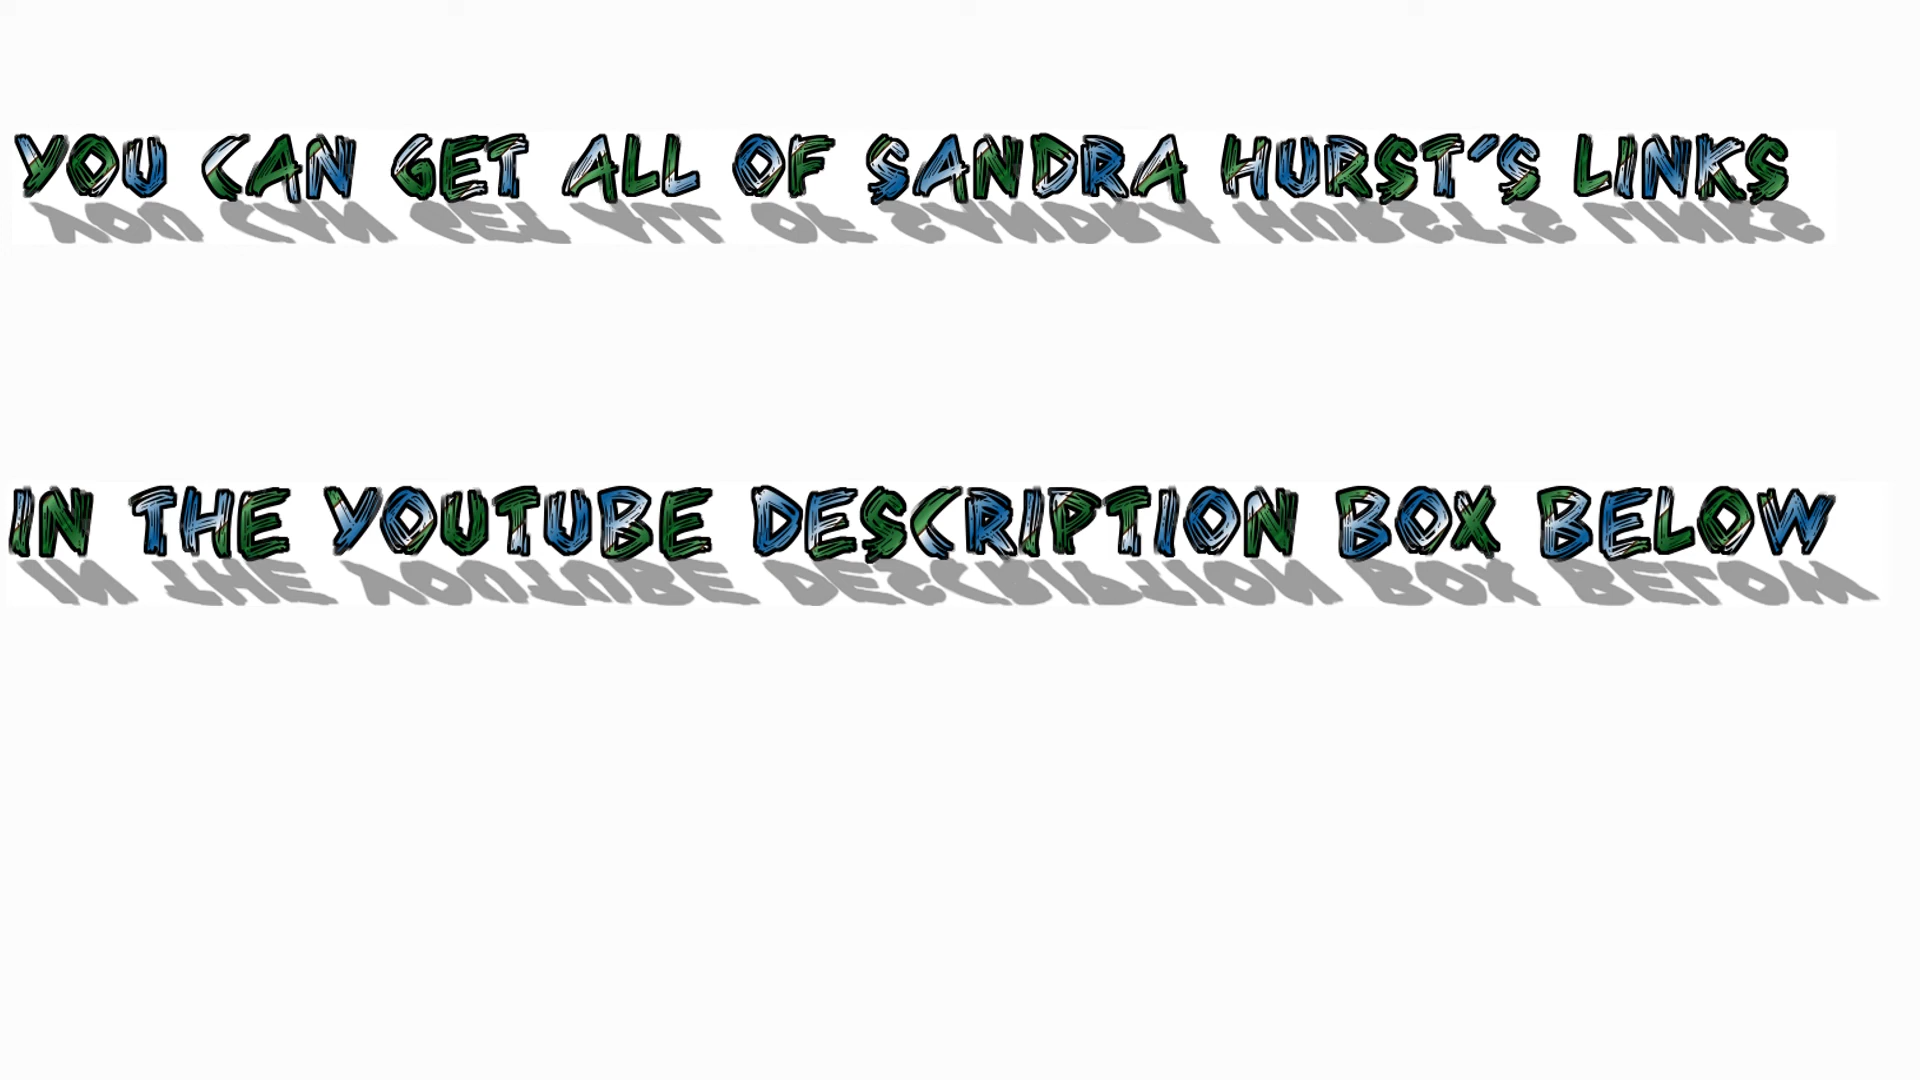 YOU CAN GET ALL OF SANDRA HURST'S LINKS
IN THE YOUTUBE DESCRIPTION BOX BELOW